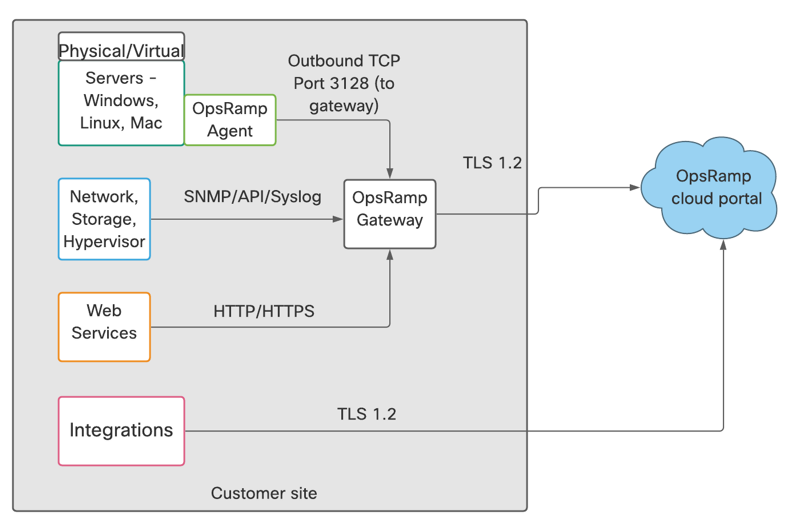 Physical/Virtual
Servers -
Windows,
Linux, Mac
OpsRamp
Agent
Outbound TCP
Port 3128 (to
gateway)
TLS 1.2
OpsRamp
cloud portal
Network,
Storage,
Hypervisor
SNMP/API/Syslog
OpsRamp
Gateway
Web
Services
HTTP/HTTPS
Integrations
TLS 1.2
Customer site